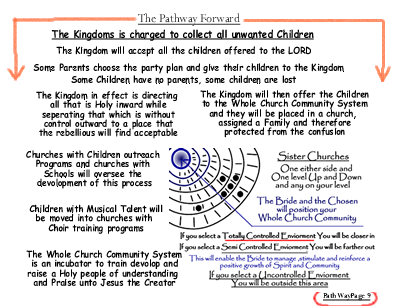 The Pathway Forward
The Kingdoms is charged to collect all unwanted Children
The Kingdom will accept all the children offered to the LORD
Some Parents choose the party plan and give their children to the Kingdom
Some Children have no parents, some children are lost
The Kingdom in effect is directing
all that is Holy inward while
seperating that which is without
control outward to a place that
the rebellious will find acceptable
The Kingdom will then offer the Children
to the Whole Church Community System
and they will be placed in a church,
assigned a Family and therefore
protected from the confusion
Churches with Children outreach
Programs and churches with
Schools will oversee the
devolopment of this process
Children with Musical Talent will
be moved into churches with
Choir training programs
The Whole Church Community System
is an incubator to train develop and
raise a Holy people of understanding
and Praise unto Jesus the Creator
Sister Churches
One either side and
One level Up and Down
and any on your level
The Bride and the Chosen
will position your
Whole Church Community
If you select a Totally Controlled Enviorment You will be closer in
If you select a Semi Controlled Enviorment You will be farther out
This will enable the Bride to manage stimulate and reinforce a
positive growth of Spirit and Community
If you select a Uncontrolled Enviorment
You will be outside this area
Path WayPage 9